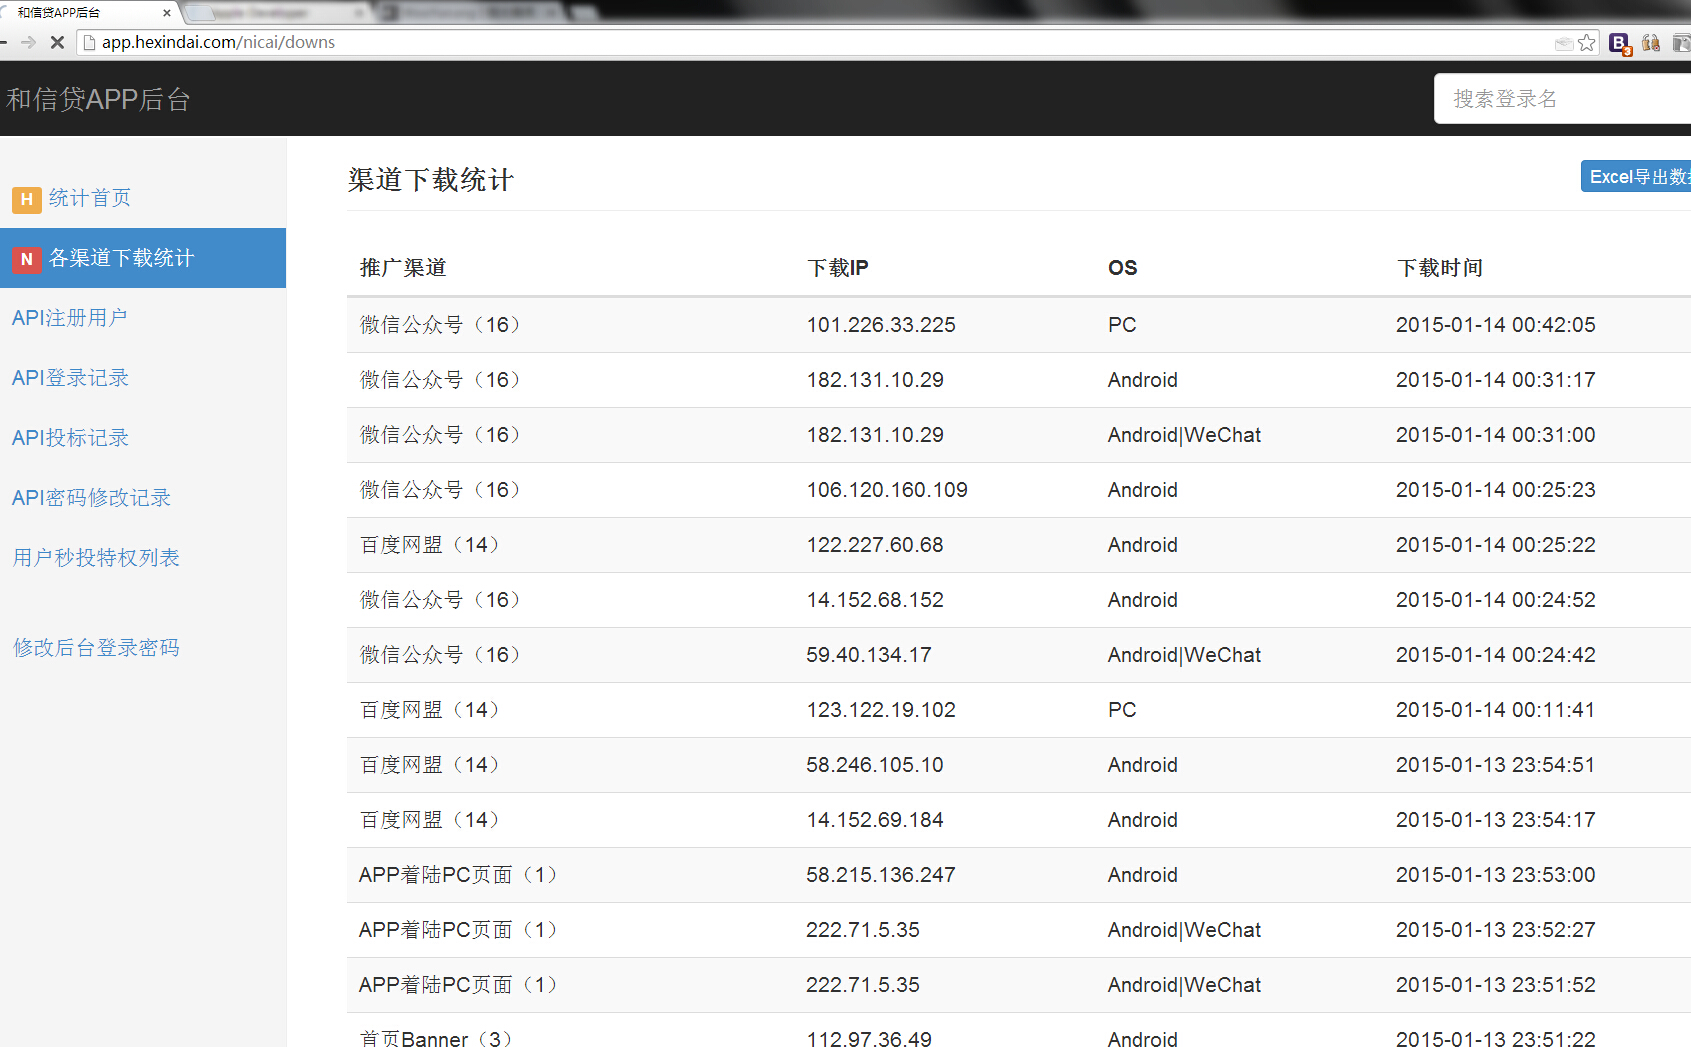 和信贷APP后台
app.hexindai.com/nicai/downs
和信贷APP后台
搜索登录名
H 统计首页
N 各渠道下载统计
API注册用户
API登录记录
API投标记录
API密码修改记录
用户秒投特权列表
修改后台登录密码
渠道下载统计
Excel导出数
推广渠道 下载IP OS 下载时间
微信公众号（16） 101.226.33.225 PC 2015-01-14 00:42:05
微信公众号（16） 182.131.10.29 Android 2015-01-14 00:31:17
微信公众号（16） 182.131.10.29 Android|WeChat 2015-01-14 00:31:00
微信公众号（16） 106.120.160.109 Android 2015-01-14 00:25:23
百度网盟（14） 122.227.60.68 Android 2015-01-14 00:25:22
微信公众号（16） 14.152.68.152 Android 2015-01-14 00:24:52
微信公众号（16） 59.40.134.17 Android|WeChat 2015-01-14 00:24:42
百度网盟（14） 123.122.19.102 PC 2015-01-14 00:11:41
百度网盟（14） 58.246.105.10 Android 2015-01-13 23:54:51
百度网盟（14） 14.152.69.184 Android 2015-01-13 23:54:17
APP着陆PC页面（1） 58.215.136.247 Android 2015-01-13 23:53:00
APP着陆PC页面（1） 222.71.5.35 Android|WeChat 2015-01-13 23:52:27
APP着陆PC页面（1） 222.71.5.35 Android|WeChat 2015-01-13 23:51:52
首页Banner（3） 112.97.36.49 Android 2015-01-13 23:51:22